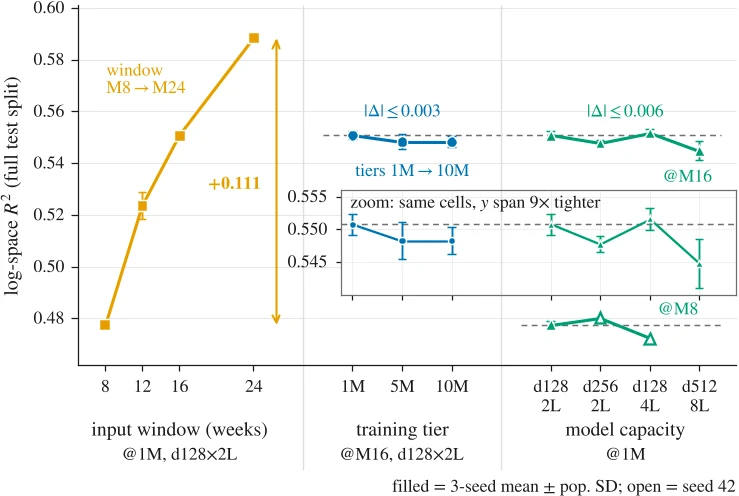 0.60
0.58
0.56
0.54
0.52
0.50
0.48
log-space R² (full test split)
window
M8→M24
+0.111
|Δ| ≤ 0.003
tiers 1M→10M
|Δ| ≤ 0.006
@M16
zoom: same cells, y span 9× tighter
0.555
0.550
0.545
@M8
8 12 16 24
1M 5M 10M
d128 d256 d128 d512
2L 2L 4L 8L
input window (weeks)
@1M, d128×2L
training tier
@M16, d128×2L
model capacity
@1M
filled = 3-seed mean ± pop. SD; open = seed 42